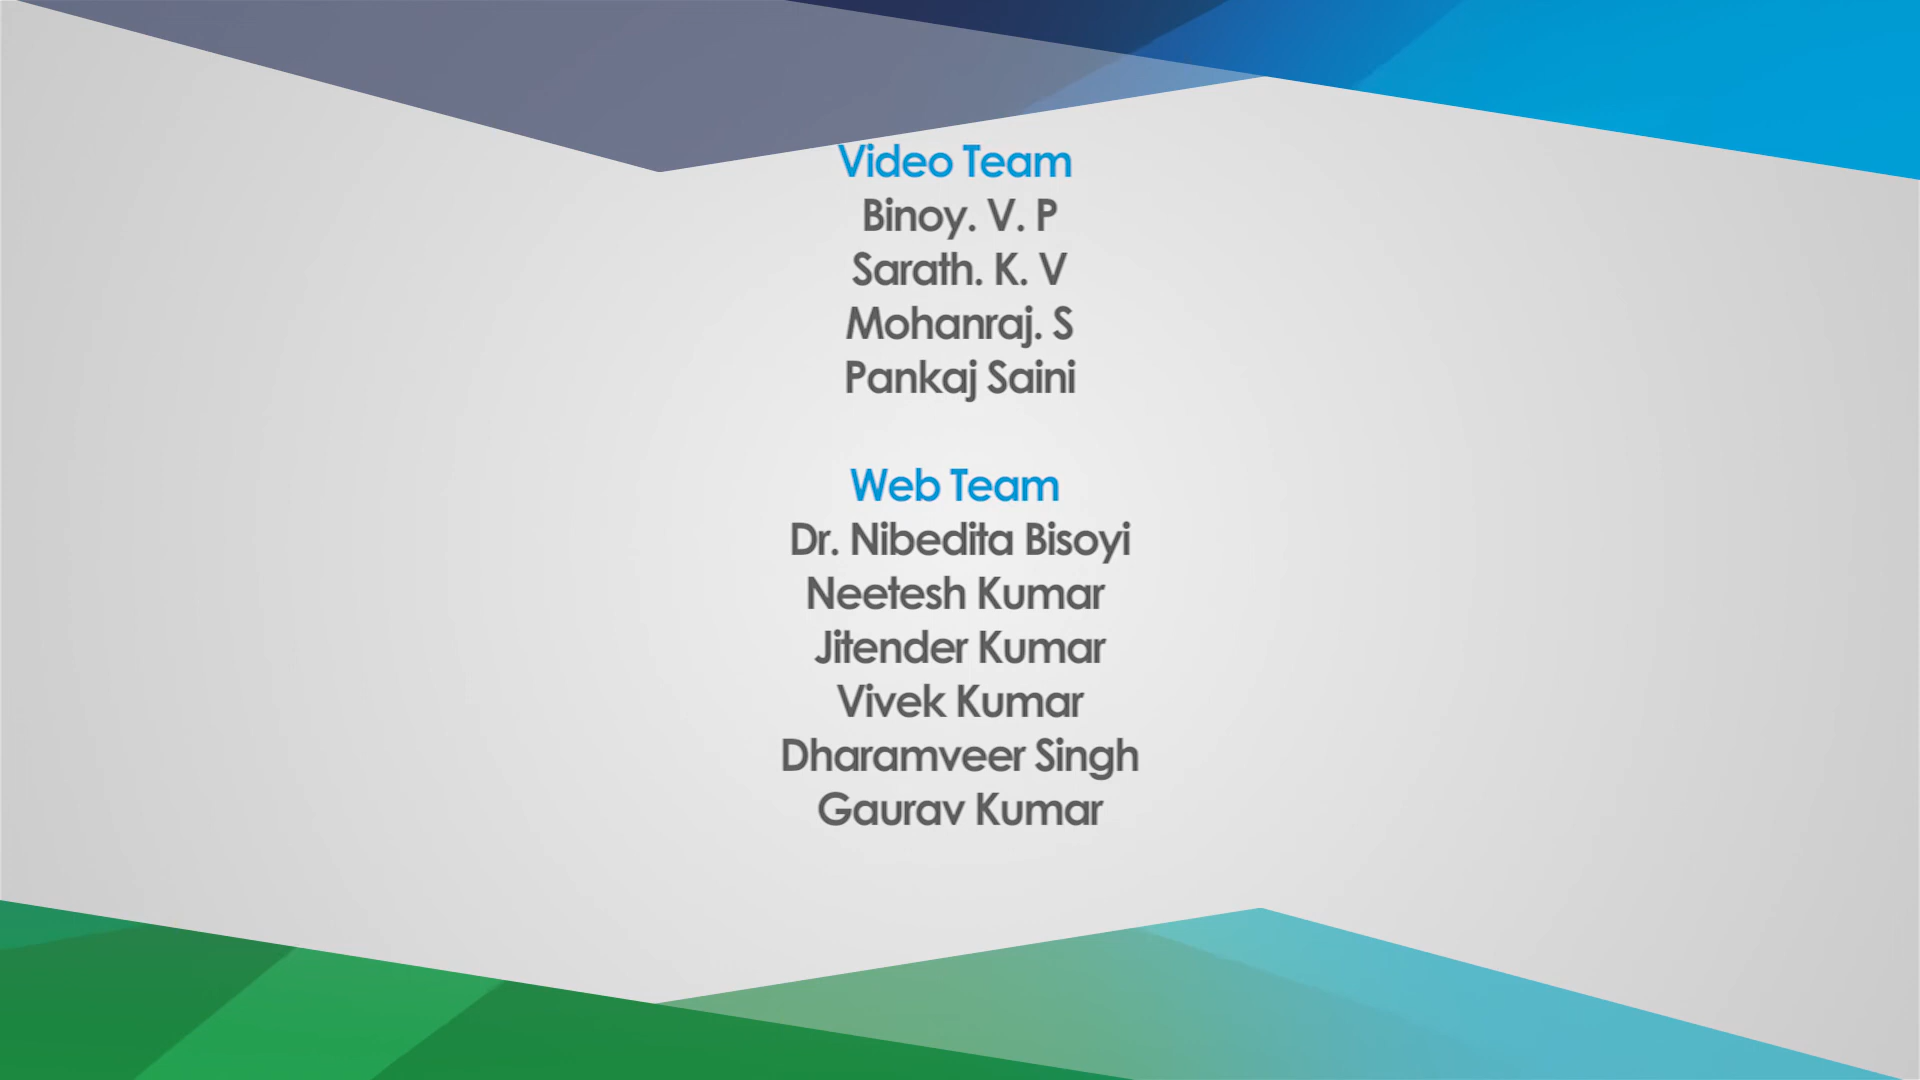 Video Team
Binoy. V. P
Sarath. K. V
Mohanraj. S
Pankaj Saini
Web Team
Dr. Nibedita Bisoyi
Neetesh Kumar
Jitender Kumar
Vivek Kumar
Dharamveer Singh
Gaurav Kumar